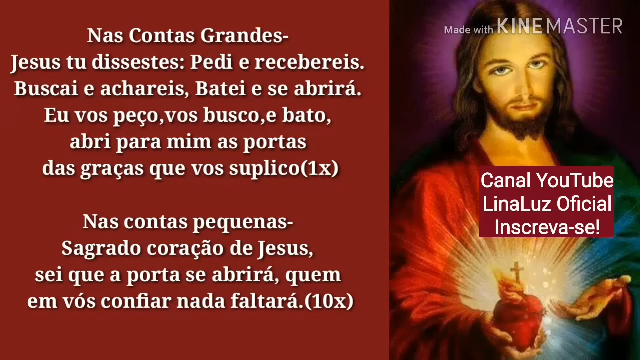 Nas Contas Grandes-
Jesus tu dissestes: Pedi e recebereis.
Buscai e achareis, Batei e se abrirá.
Eu vos peço,vos busco,e bato,
abri para mim as portas
das graças que vos suplico(1x)
Nas contas pequenas-
Sagrado coração de Jesus,
sei que a porta se abrirá, quem
em vós confiar nada faltará.(10x)
Made with KINEMASTER
Canal YouTube
LinaLuz Oficial
Inscreva-se!